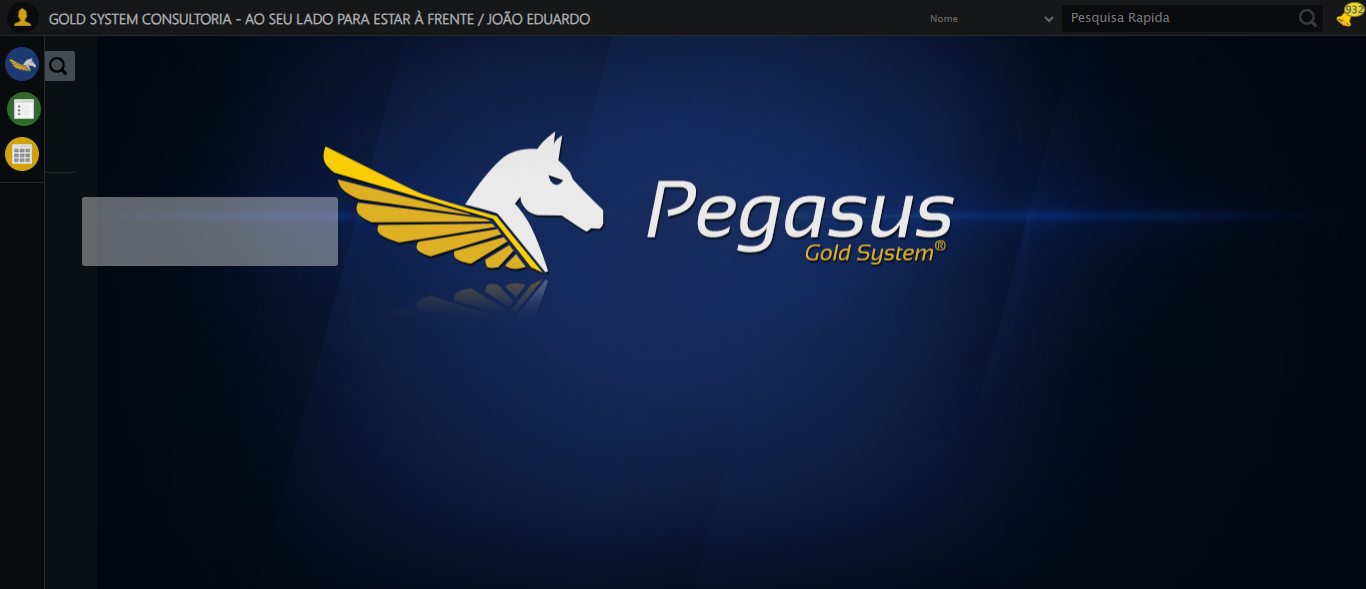 GOLD SYSTEM CONSULTORIA - AO SEU LADO PARA ESTAR À FRENTE / JOÃO EDUARDO
Nome
Pesquisa Rapida
932
Pegasus
Gold System®